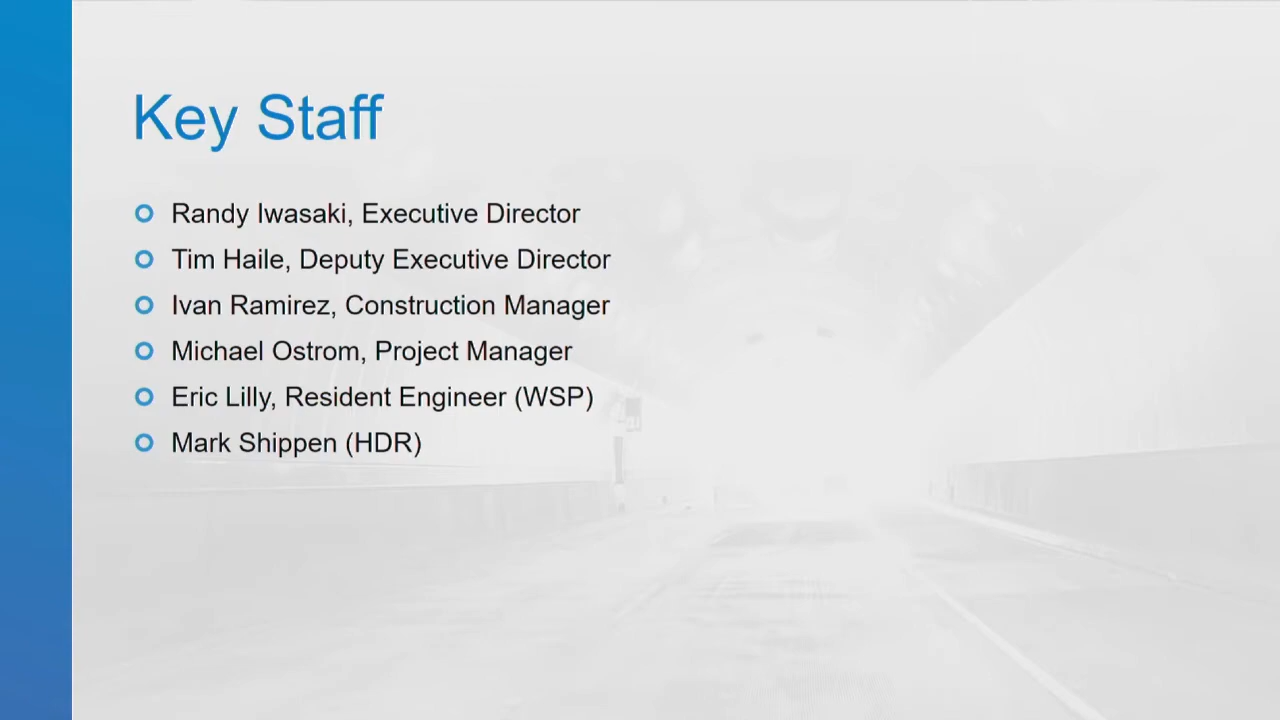 Key Staff
Randy Iwasaki, Executive Director
Tim Haile, Deputy Executive Director
Ivan Ramirez, Construction Manager
Michael Ostrom, Project Manager
Eric Lilly, Resident Engineer (WSP)
Mark Shippen (HDR)